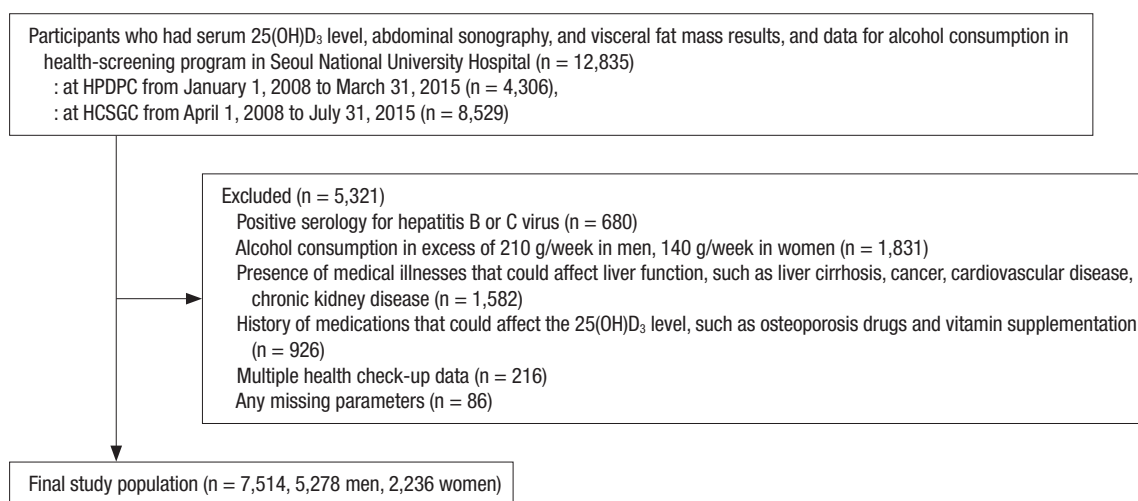 Participants who had serum 25(OH)D₃ level, abdominal sonography, and visceral fat mass results, and data for alcohol consumption in
health-screening program in Seoul National University Hospital (n = 12,835)
: at HPDPC from January 1, 2008 to March 31, 2015 (n = 4,306),
: at HCSGC from April 1, 2008 to July 31, 2015 (n = 8,529)
Excluded (n = 5,321)
Positive serology for hepatitis B or C virus (n = 680)
Alcohol consumption in excess of 210 g/week in men, 140 g/week in women (n = 1,831)
Presence of medical illnesses that could affect liver function, such as liver cirrhosis, cancer, cardiovascular disease,
chronic kidney disease (n = 1,582)
History of medications that could affect the 25(OH)D₃ level, such as osteoporosis drugs and vitamin supplementation
(n = 926)
Multiple health check-up data (n = 216)
Any missing parameters (n = 86)
Final study population (n = 7,514, 5,278 men, 2,236 women)